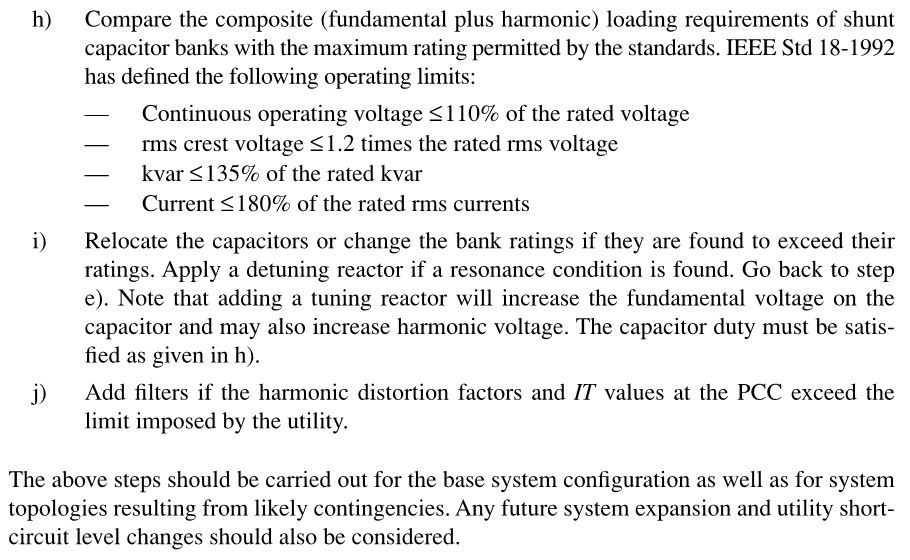 h) Compare the composite (fundamental plus harmonic) loading requirements of shunt
capacitor banks with the maximum rating permitted by the standards. IEEE Std 18-1992
has defined the following operating limits:
— Continuous operating voltage ≤110% of the rated voltage
— rms crest voltage ≤1.2 times the rated rms voltage
— kvar ≤135% of the rated kvar
— Current ≤180% of the rated rms currents
i) Relocate the capacitors or change the bank ratings if they are found to exceed their
ratings. Apply a detuning reactor if a resonance condition is found. Go back to step
e). Note that adding a tuning reactor will increase the fundamental voltage on the
capacitor and may also increase harmonic voltage. The capacitor duty must be satis-
fied as given in h).
j) Add filters if the harmonic distortion factors and IT values at the PCC exceed the
limit imposed by the utility.
The above steps should be carried out for the base system configuration as well as for system
topologies resulting from likely contingencies. Any future system expansion and utility short-
circuit level changes should also be considered.